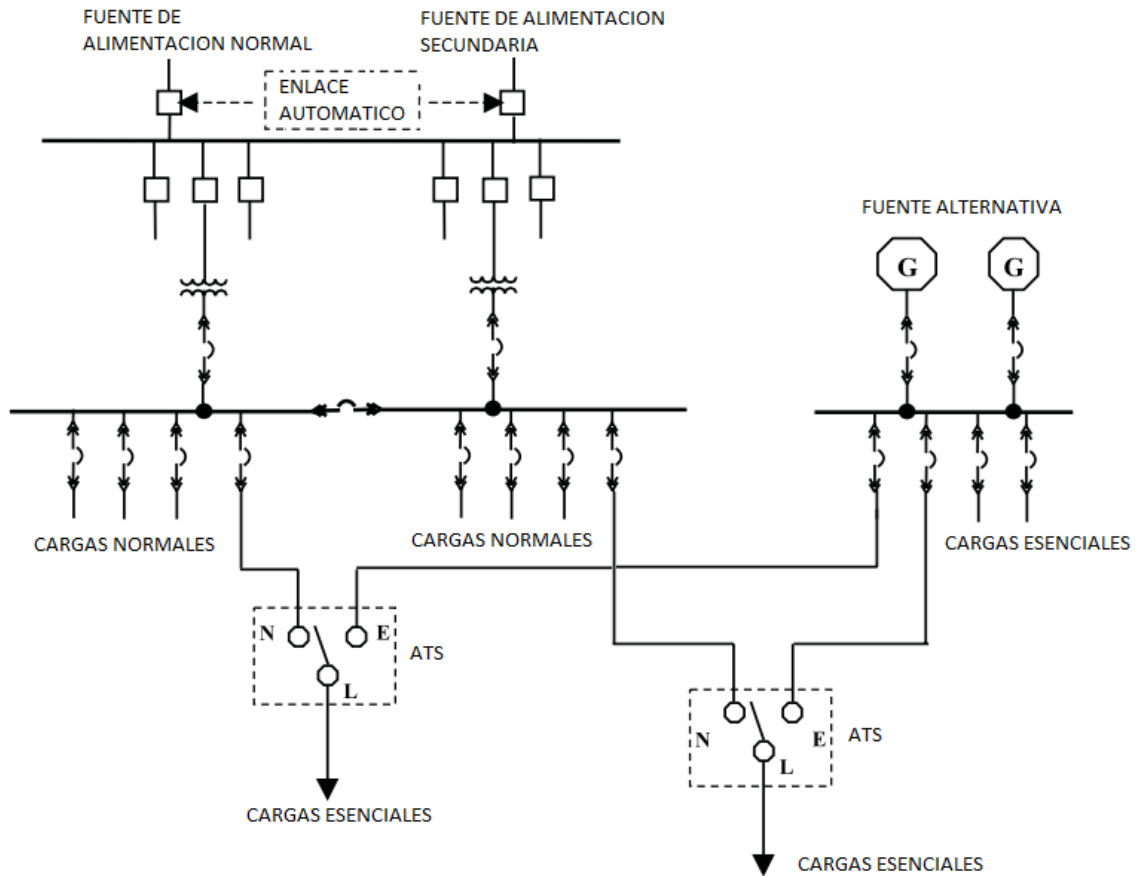 FUENTE DE
ALIMENTACION NORMAL
FUENTE DE ALIMENTACION
SECUNDARIA
ENLACE
AUTOMATICO
FUENTE ALTERNATIVA
G
G
CARGAS NORMALES
CARGAS NORMALES
CARGAS ESENCIALES
N
E
ATS
L
N
E
ATS
L
CARGAS ESENCIALES
CARGAS ESENCIALES